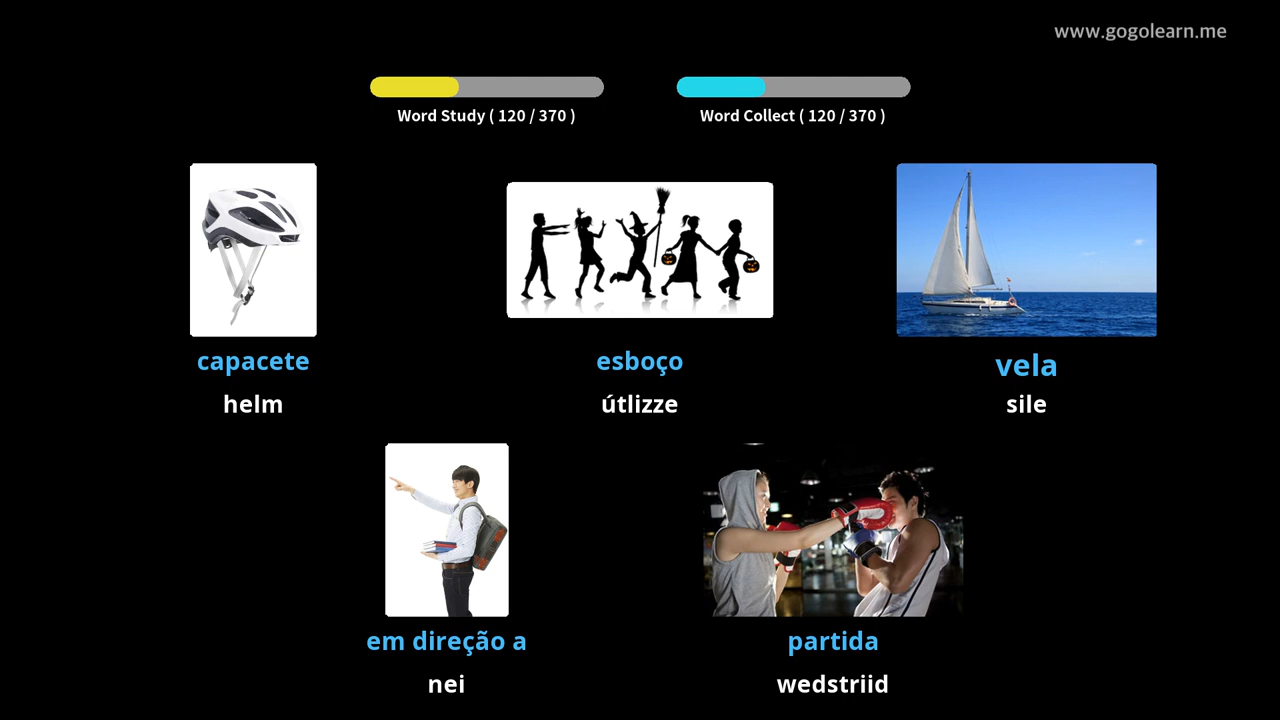 www.gogolearn.me
Word Study ( 120 / 370 )
Word Collect ( 120 / 370 )
capacete
helm
esboço
útlizze
vela
sile
em direção a
nei
partida
wedstriid